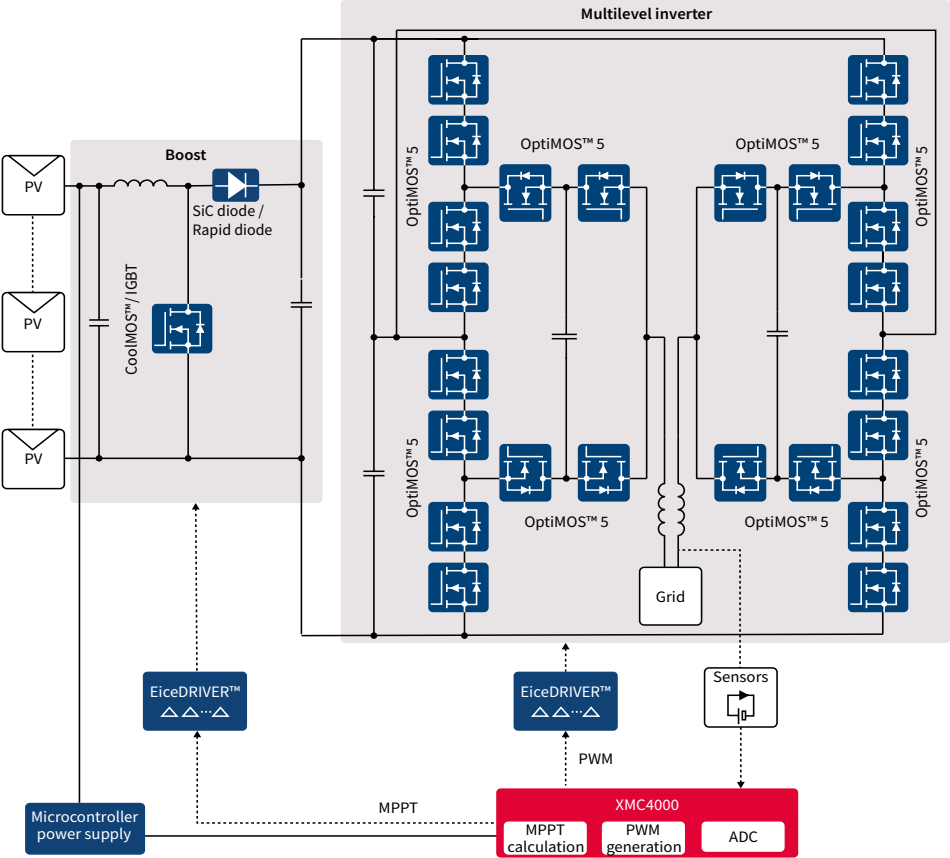 Multilevel inverter
Boost
PV
PV
PV
SiC diode /
Rapid diode
CoolMOS™/ IGBT
OptiMOS™ 5
OptiMOS™ 5
OptiMOS™ 5
OptiMOS™ 5
OptiMOS™ 5
OptiMOS™ 5
OptiMOS™ 5
OptiMOS™ 5
Grid
EiceDRIVER™
EiceDRIVER™
Sensors
PWM
MPPT
Microcontroller
power supply
XMC4000
MPPT
calculation
PWM
generation
ADC